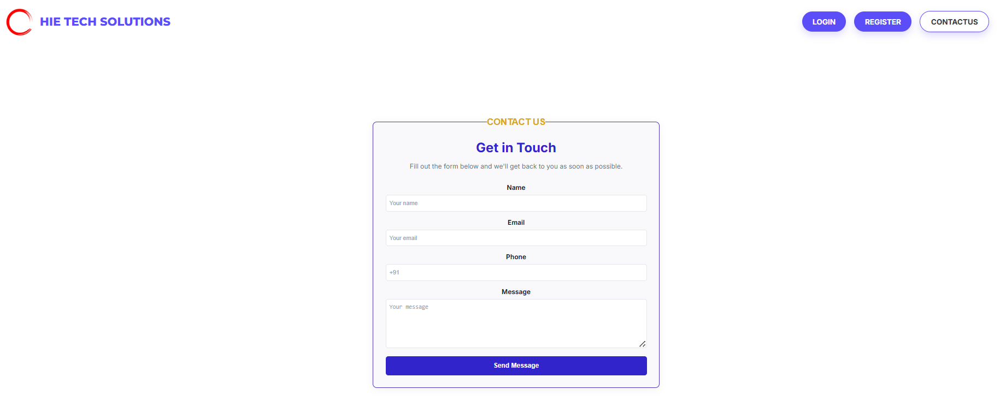 HIE TECH SOLUTIONS
LOGIN
REGISTER
CONTACTUS
CONTACT US
Get in Touch
Fill out the form below and we'll get back to you as soon as possible.
Name
Your name
Email
Your email
Phone
+91
Message
Your message
Send Message